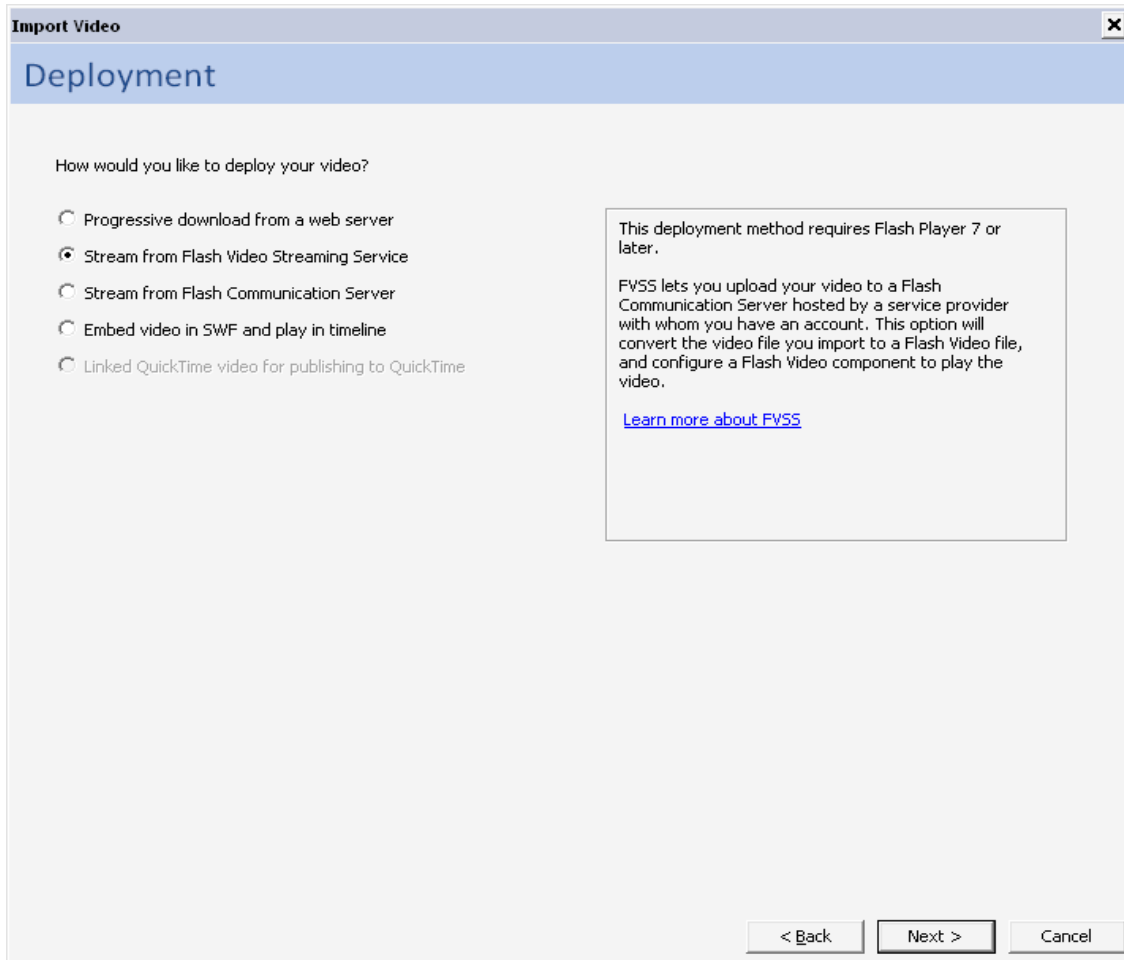 Import Video
Deployment
How would you like to deploy your video?
Progressive download from a web server
Stream from Flash Video Streaming Service
Stream from Flash Communication Server
Embed video in SWF and play in timeline
Linked QuickTime video for publishing to QuickTime
This deployment method requires Flash Player 7 or
later.
FVSS lets you upload your video to a Flash
Communication Server hosted by a service provider
with whom you have an account. This option will
convert the video file you import to a Flash Video file,
and configure a Flash Video component to play the
video.
Learn more about FVSS
< Back
Next >
Cancel